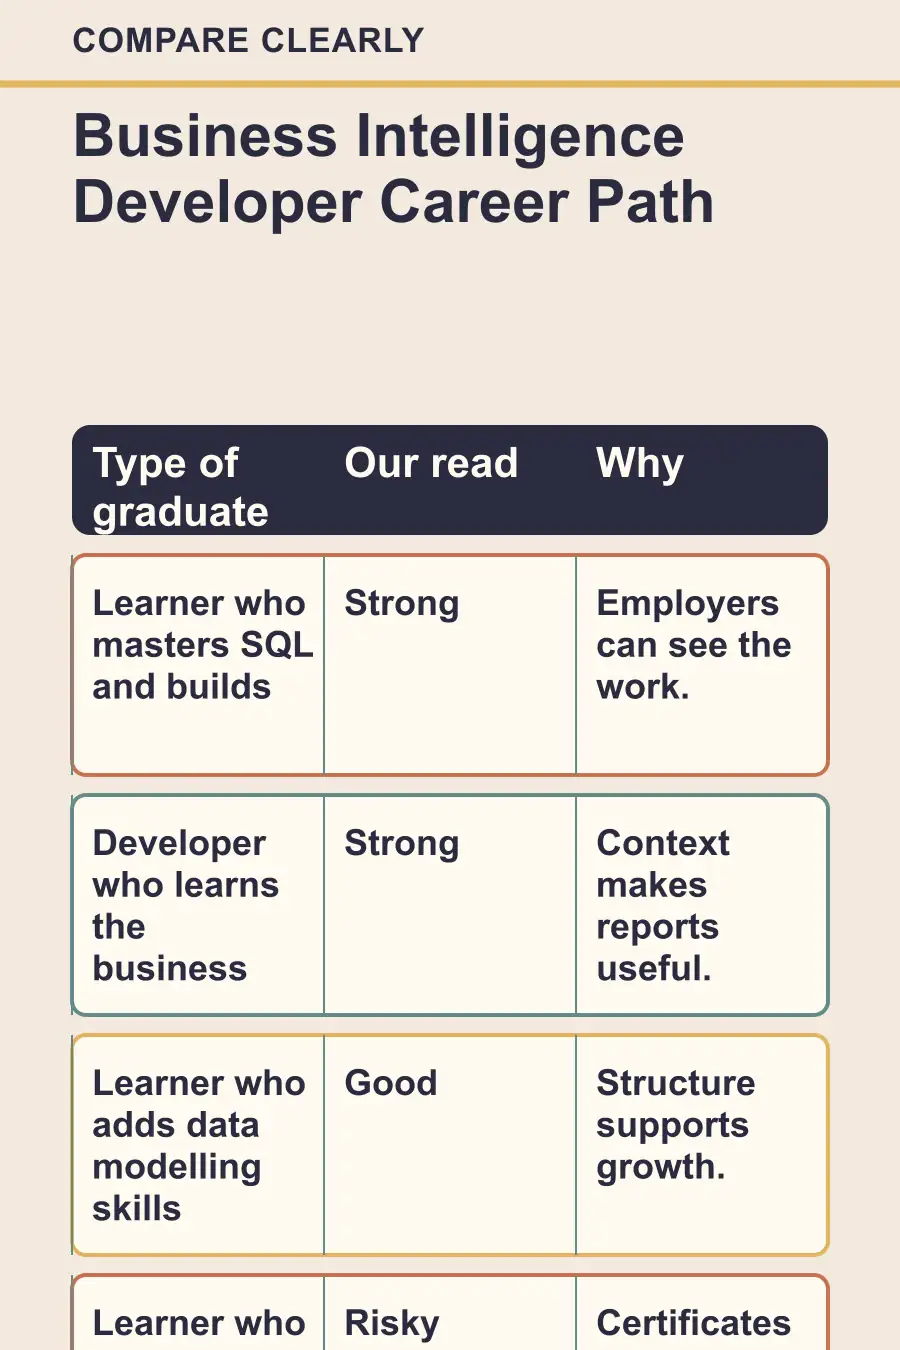 COMPARE CLEARLY
Business Intelligence
Developer Career Path
Type of
graduate
Our read
Why
Learner who
masters SQL
and builds
Strong
Employers
can see the
work.
Developer
who learns
the
business
Strong
Context
makes
reports
useful.
Learner who
adds data
modelling
skills
Good
Structure
supports
growth.
Learner who
Risky
Certificates